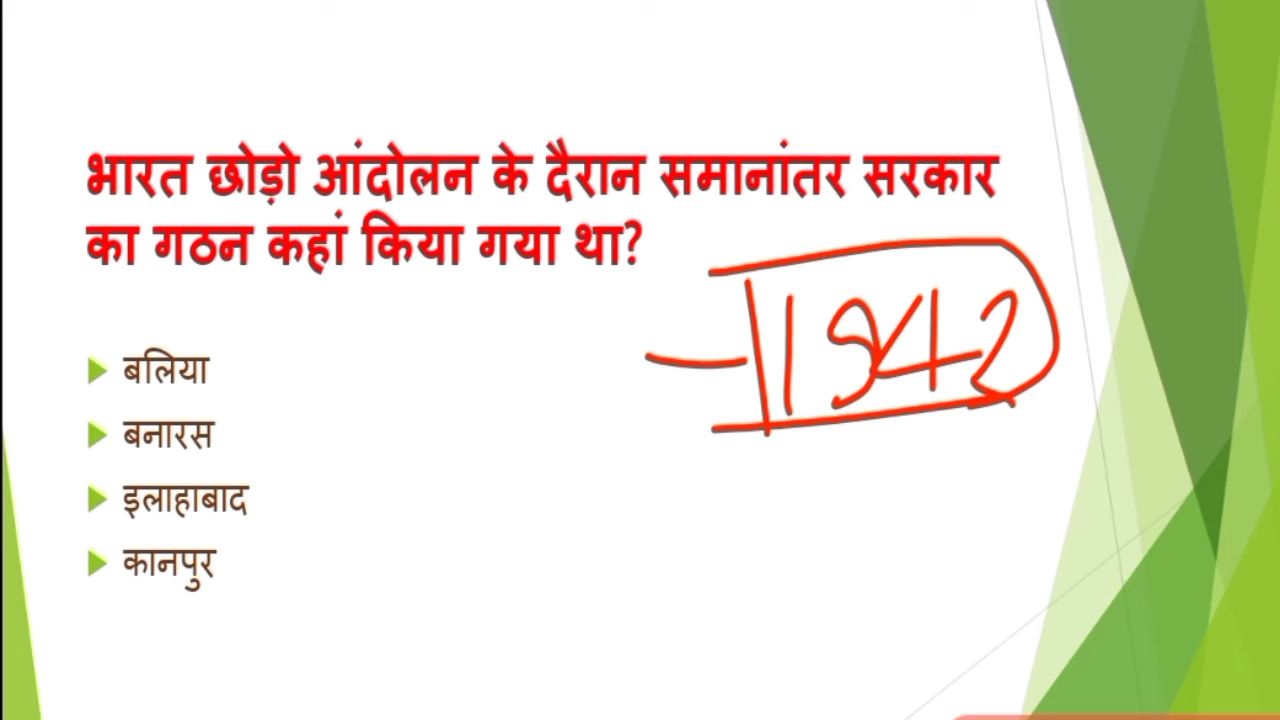 भारत छोड़ो आंदोलन के दैरान समानांतर सरकार
का गठन कहां किया गया था?
1942
बलिया
बनारस
इलाहाबाद
कानपुर